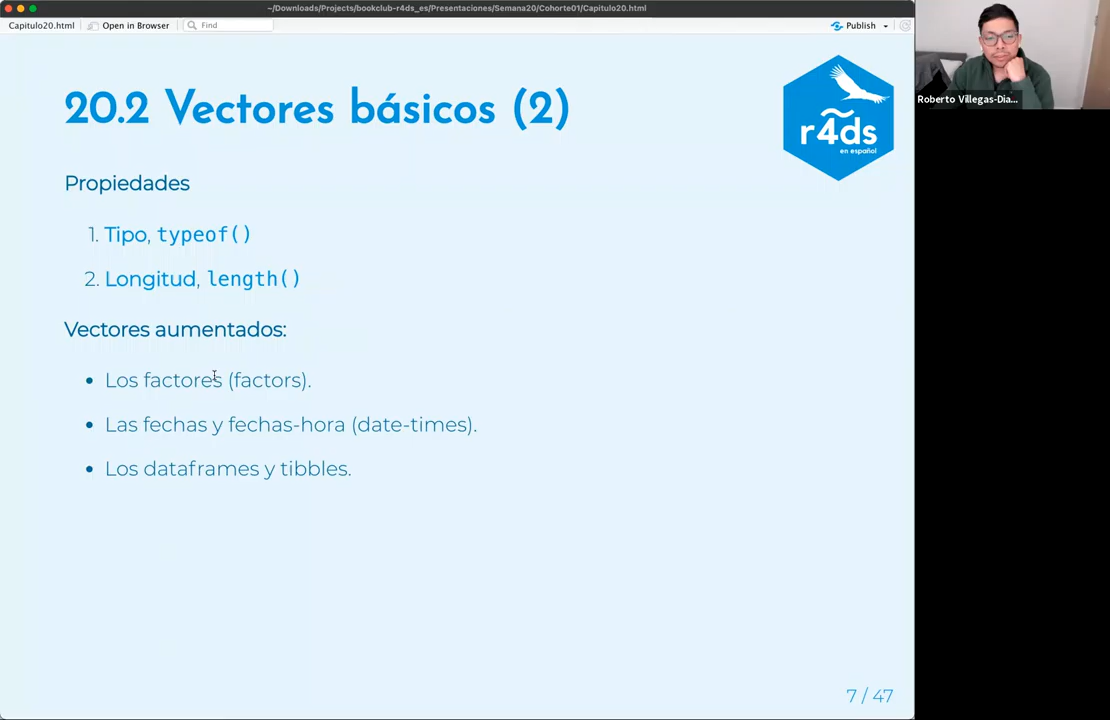 ~/Downloads/Projects/bookclub-r4ds_es/Presentaciones/Semana20/Cohorte01/Capitulo20.html
Capitulo20.html
Open in Browser
Find
Publish
20.2 Vectores básicos (2)
r4ds
en español
Propiedades
1. Tipo, typeof()
2. Longitud, length()
Vectores aumentados:
• Los factores (factors).
• Las fechas y fechas-hora (date-times).
• Los dataframes y tibbles.
7 / 47
Roberto Villegas-Dia...